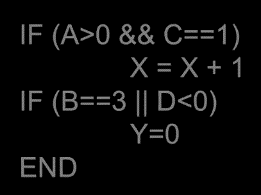 IF (A>0 && C==1)
X = X + 1
IF (B==3 || D<0)
Y=0
END